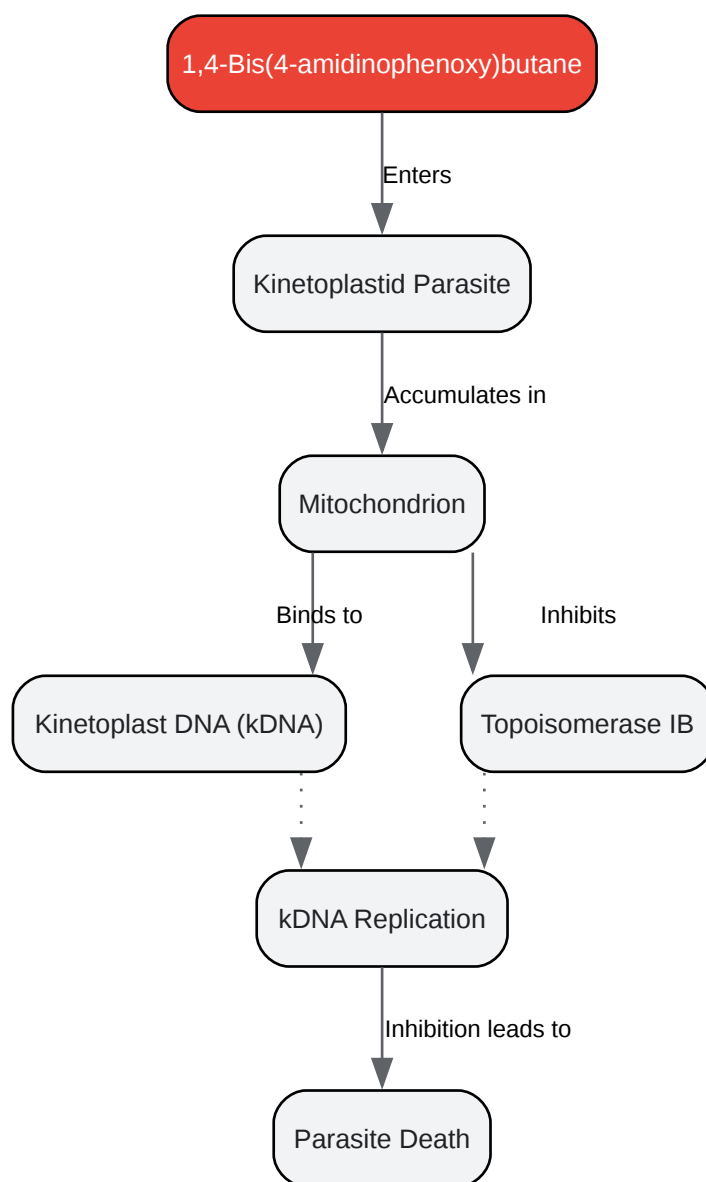 1,4-Bis(4-amidinophenoxy)butane
Enters
Kinetoplastid Parasite
Accumulates in
Mitochondrion
Binds to
Inhibits
Kinetoplast DNA (kDNA)
Topoisomerase IB
kDNA Replication
Inhibition leads to
Parasite Death